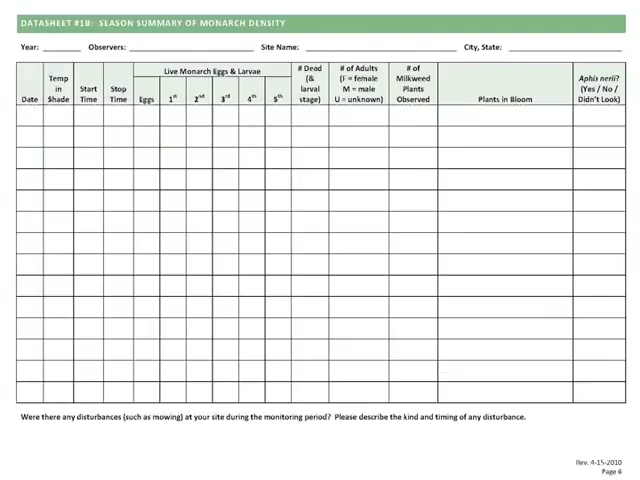 DATASHEET #1B: SEASON SUMMARY OF MONARCH DENSITY
Year: Observers: Site Name: City, State:
Date
Temp
in
Shade
Start
Time
Stop
Time
Live Monarch Eggs & Larvae
Eggs 1st 2nd 3rd 4th 5th
# Dead
(&
larval
stage)
# of Adults
(F = female
M = male
U = unknown)
# of
Milkweed
Plants
Observed
Plants in Bloom
Aphis nerii?
(Yes / No /
Didn't Look)
Were there any disturbances (such as mowing) at your site during the monitoring period? Please describe the kind and timing of any disturbance.
Rev. 4-15-2010
Page 6